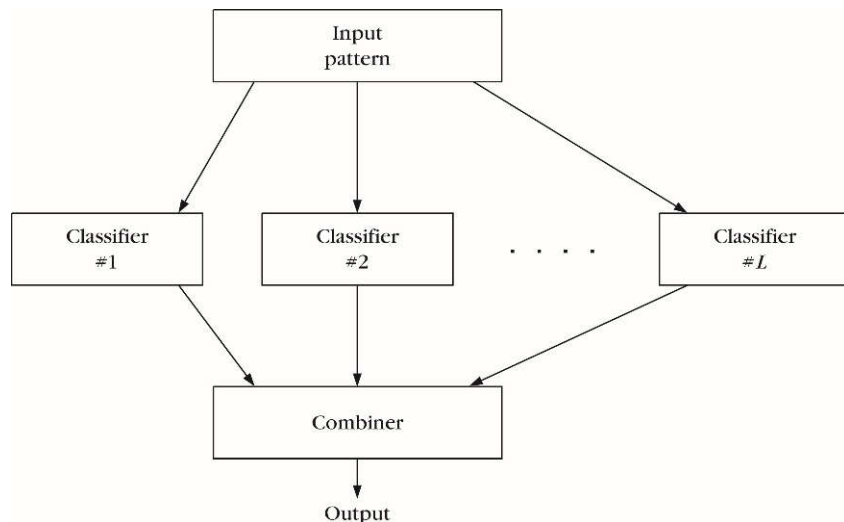 Input
pattern
Classifier
#1
Classifier
#2
. . . .
Classifier
#L
Combiner
Output